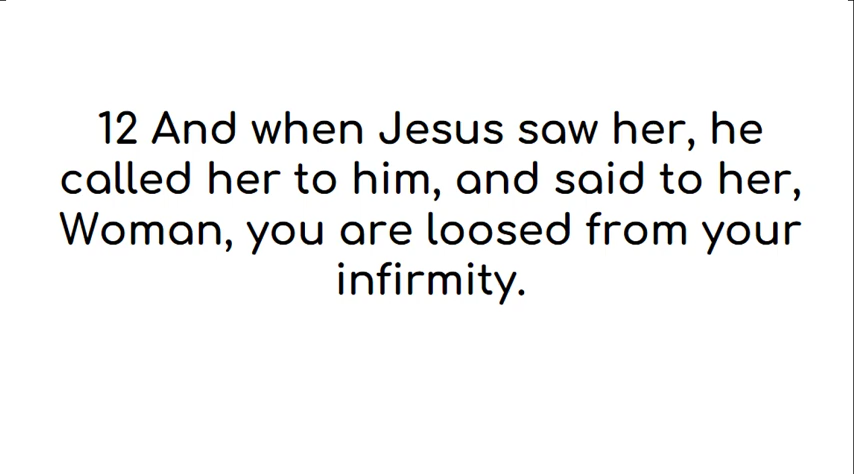 12 And when Jesus saw her, he
called her to him, and said to her,
Woman, you are loosed from your
infirmity.